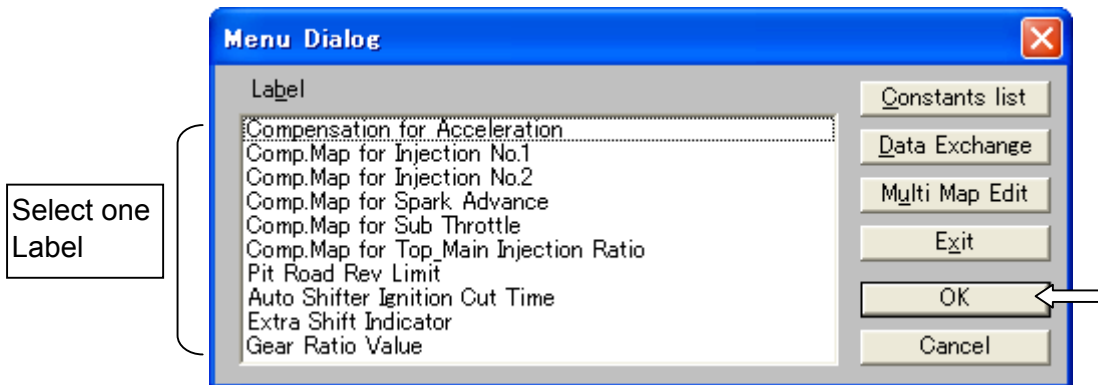 Menu Dialog
Label
Compensation for Acceleration
Comp.Map for Injection No.1
Comp.Map for Injection No.2
Comp.Map for Spark Advance
Comp.Map for Sub Throttle
Comp.Map for Top_Main Injection Ratio
Pit Road Rev Limit
Auto Shifter Ignition Cut Time
Extra Shift Indicator
Gear Ratio Value
Select one
Label
Constants list
Data Exchange
Multi Map Edit
Exit
OK
Cancel